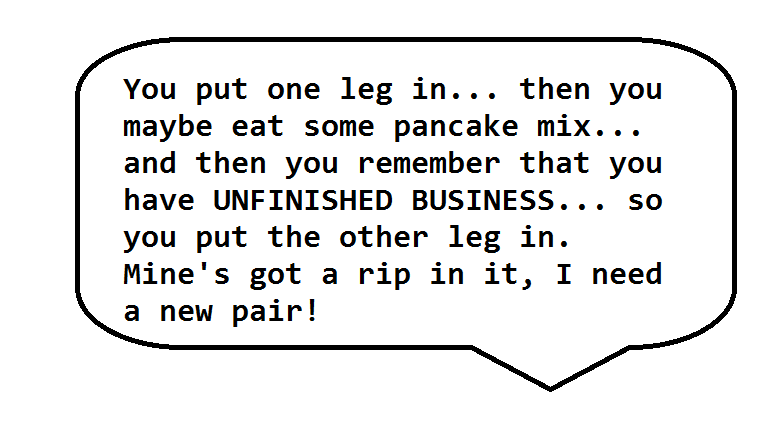 You put one leg in... then you
maybe eat some pancake mix...
and then you remember that you
have UNFINISHED BUSINESS... so
you put the other leg in.
Mine's got a rip in it, I need
a new pair!